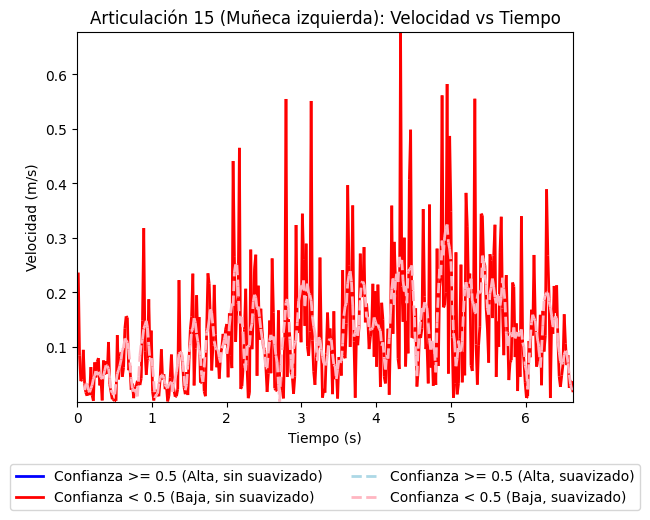 Articulación 15 (Muñeca izquierda): Velocidad vs Tiempo
0.6
0.5
0.4
0.3
0.2
0.1
Velocidad (m/s)
0 1 2 3 4 5 6
Tiempo (s)
Confianza >= 0.5 (Alta, sin suavizado)
Confianza < 0.5 (Baja, sin suavizado)
Confianza >= 0.5 (Alta, suavizado)
Confianza < 0.5 (Baja, suavizado)